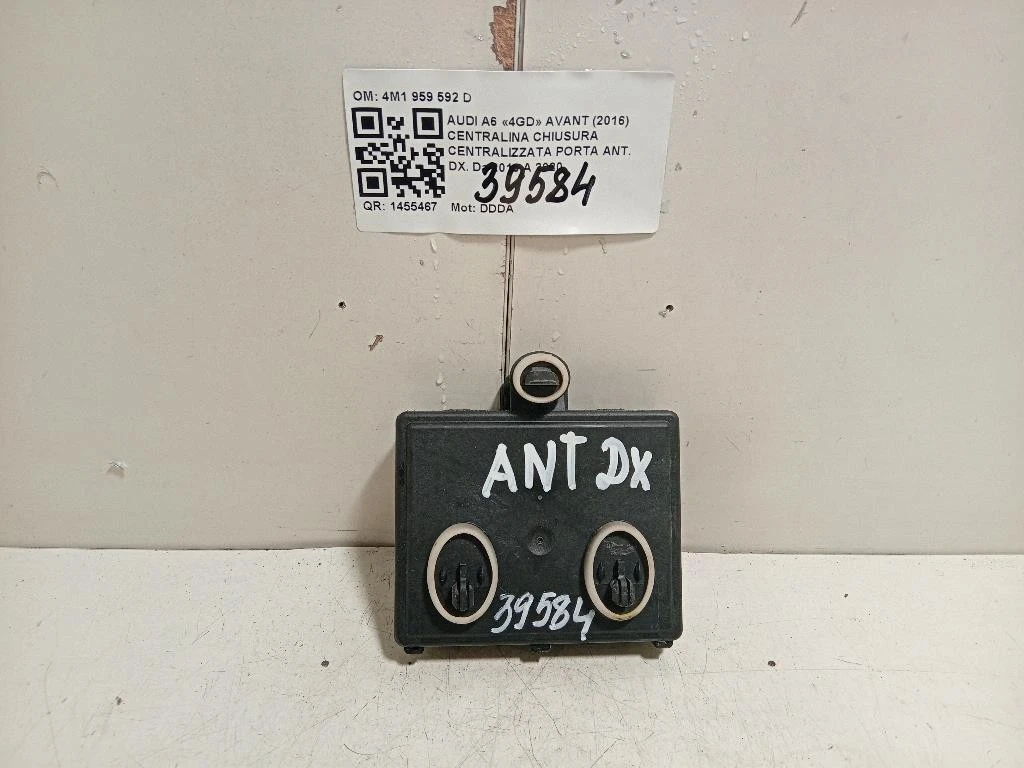 OM: 4M1 959 592 D
AUDI A6 «4GD» AVANT (2016)
CENTRALINA CHIUSURA
CENTRALIZZATA PORTA ANT.
DX.
39584
QR: 1455467 Mot: DDDA
ANT DX
39584